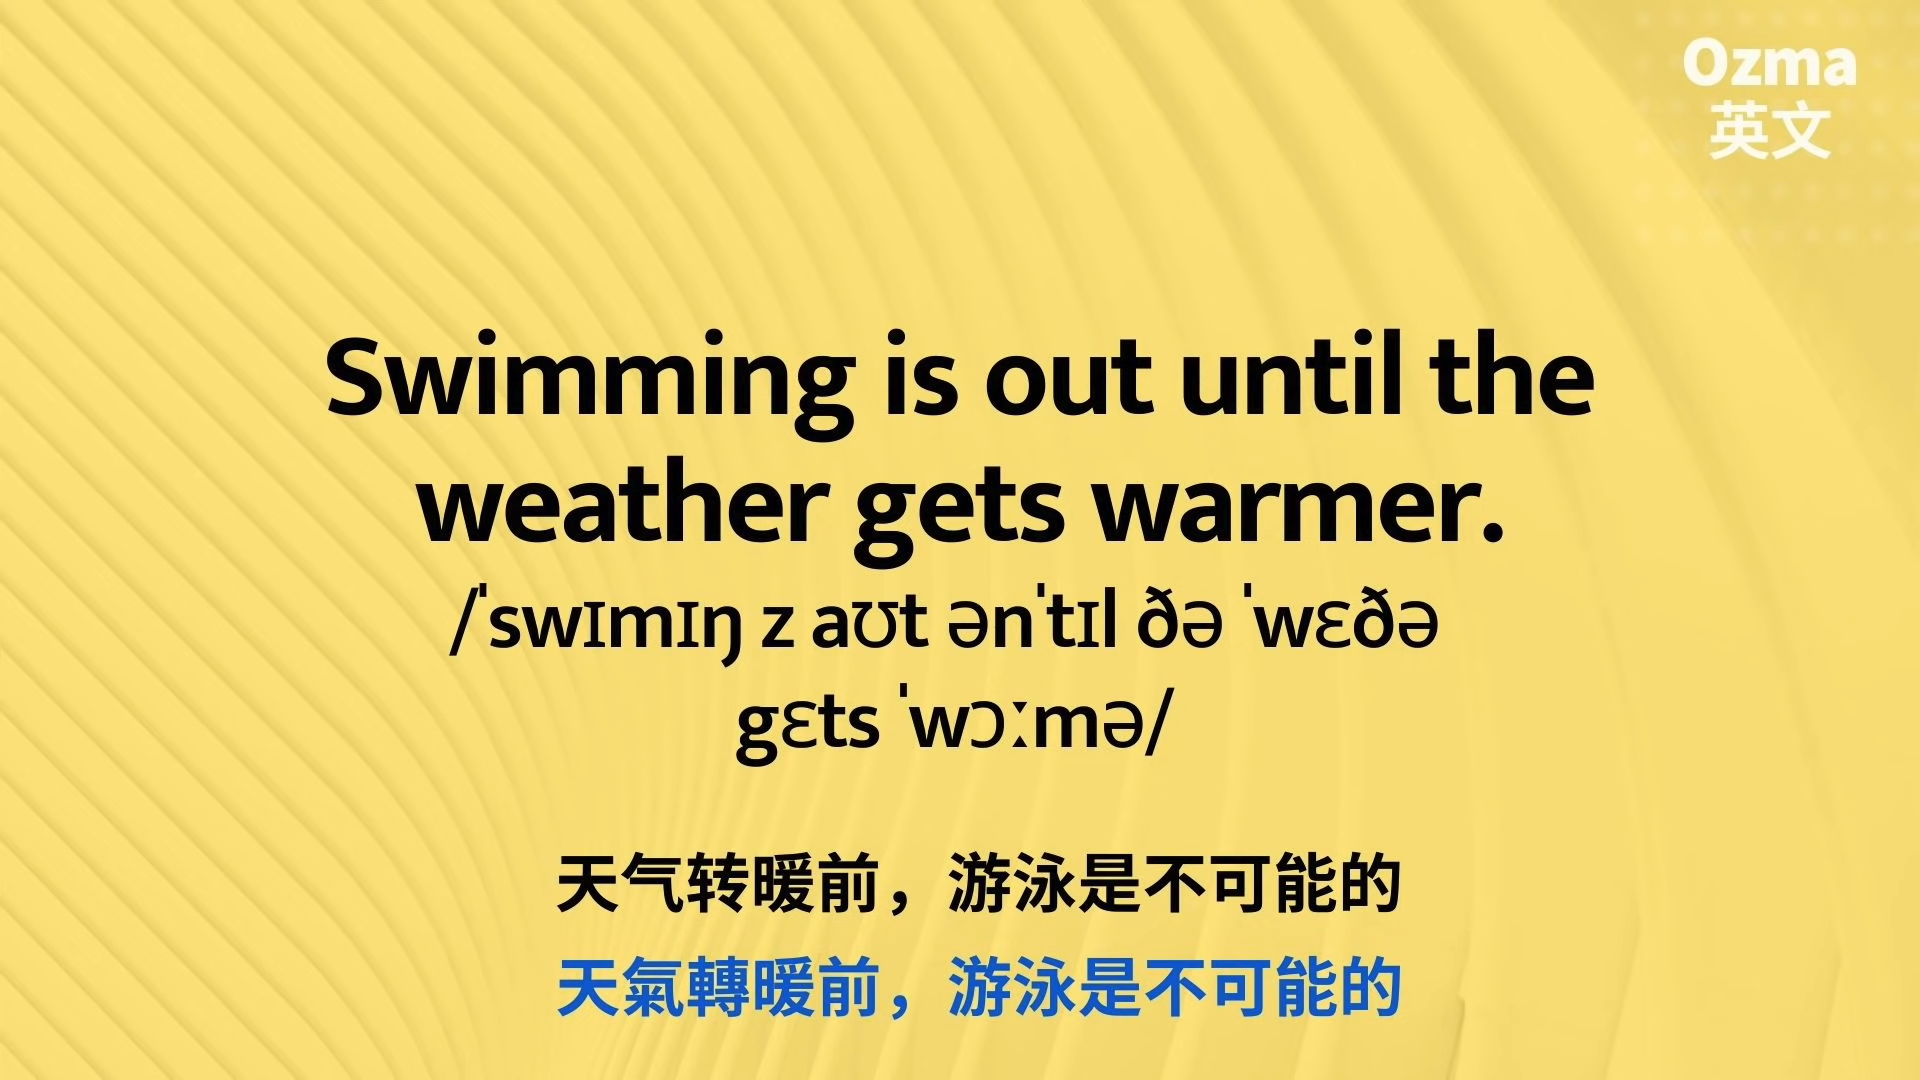 Ozma
英文
Swimming is out until the
weather gets warmer.
/ˈswɪmɪŋ z aʊt ənˈtɪl ðə ˈwɛðə
gɛts ˈwɔːmə/
天气转暖前，游泳是不可能的
天氣轉暖前，游泳是不可能的